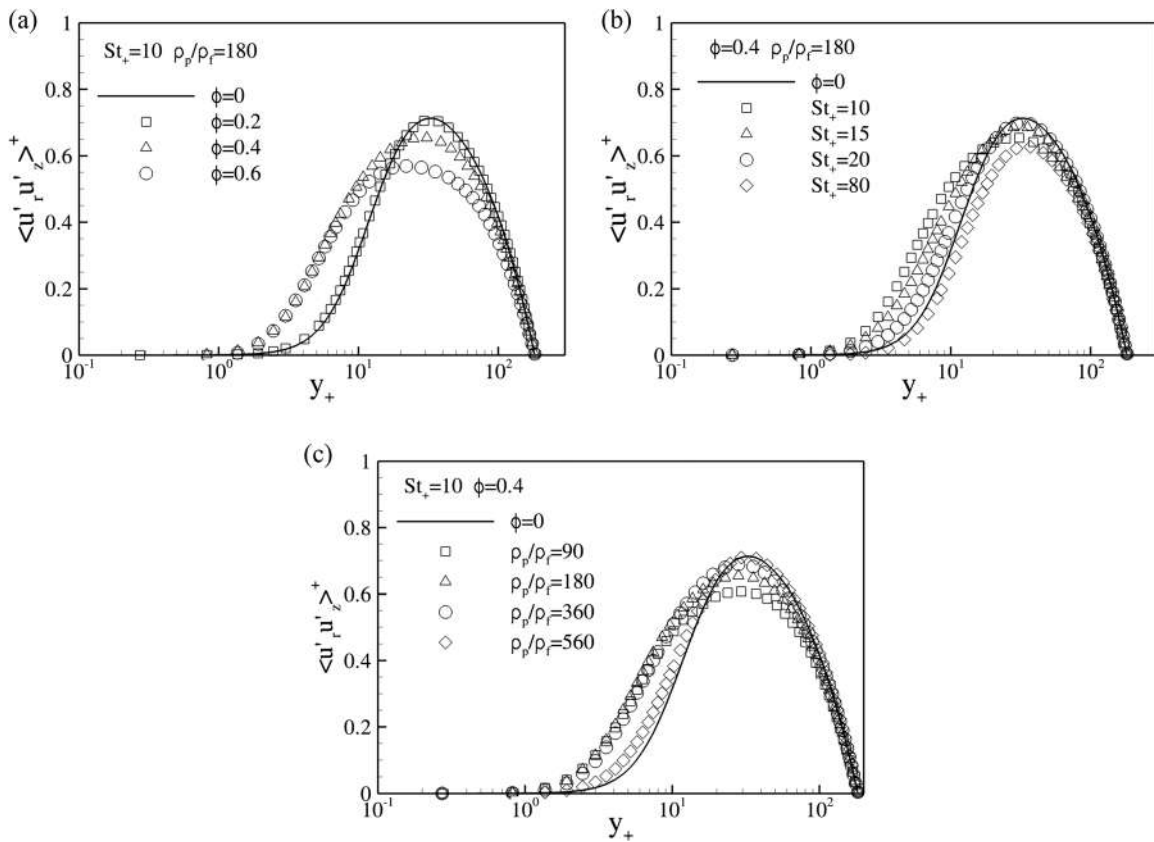 (a)
St₊=10 ρₚ/ρf=180
ϕ=0
ϕ=0.2
ϕ=0.4
ϕ=0.6
<u'ᵣ u'z>⁺
1
0.8
0.6
0.4
0.2
0
10⁻¹ 10⁰ 10¹ 10²
y₊
(b)
ϕ=0.4 ρₚ/ρf=180
ϕ=0
St₊=10
St₊=15
St₊=20
St₊=80
<u'ᵣ u'z>⁺
1
0.8
0.6
0.4
0.2
0
10⁻¹ 10⁰ 10¹ 10²
y₊
(c)
St₊=10 ϕ=0.4
ϕ=0
ρₚ/ρf=90
ρₚ/ρf=180
ρₚ/ρf=360
ρₚ/ρf=560
<u'ᵣ u'z>⁺
1
0.8
0.6
0.4
0.2
0
10⁻¹ 10⁰ 10¹ 10²
y₊